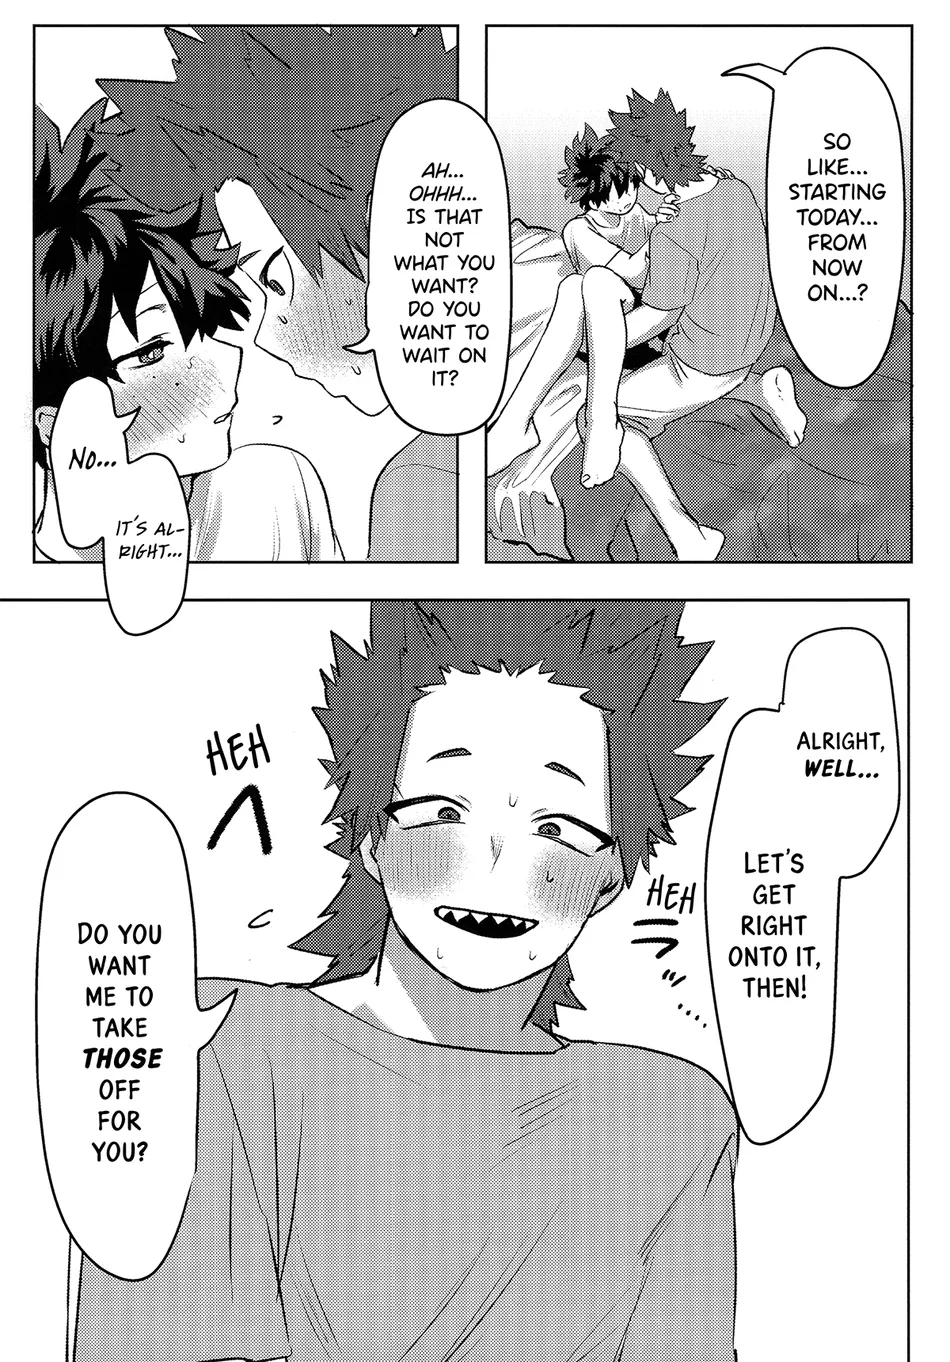 SO
LIKE...
STARTING
TODAY...
FROM
NOW
ON...?
AH...
OHHH...
IS THAT
NOT
WHAT YOU
WANT?
DO YOU
WANT TO
WAIT ON
IT?
NO...
IT'S AL-
RIGHT...
ALRIGHT,
WELL...
LET'S
GET
RIGHT
ONTO IT,
THEN!
HEH
HEH
DO YOU
WANT
ME TO
TAKE
THOSE
OFF
FOR
YOU?